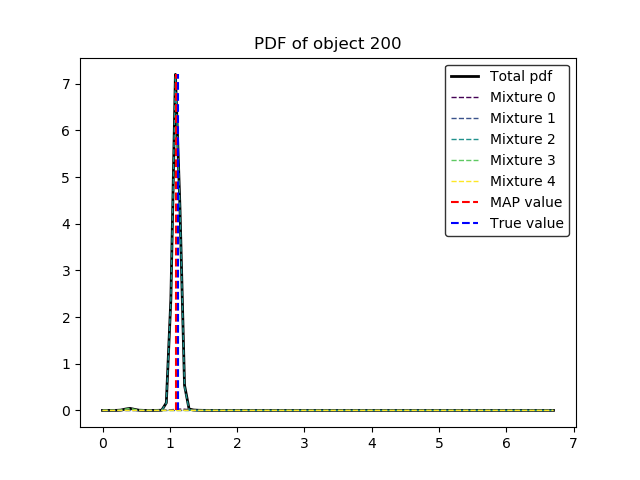 PDF of object 200
7
6
5
4
3
2
1
0
0 1 2 3 4 5 6 7
Total pdf
Mixture 0
Mixture 1
Mixture 2
Mixture 3
Mixture 4
MAP value
True value